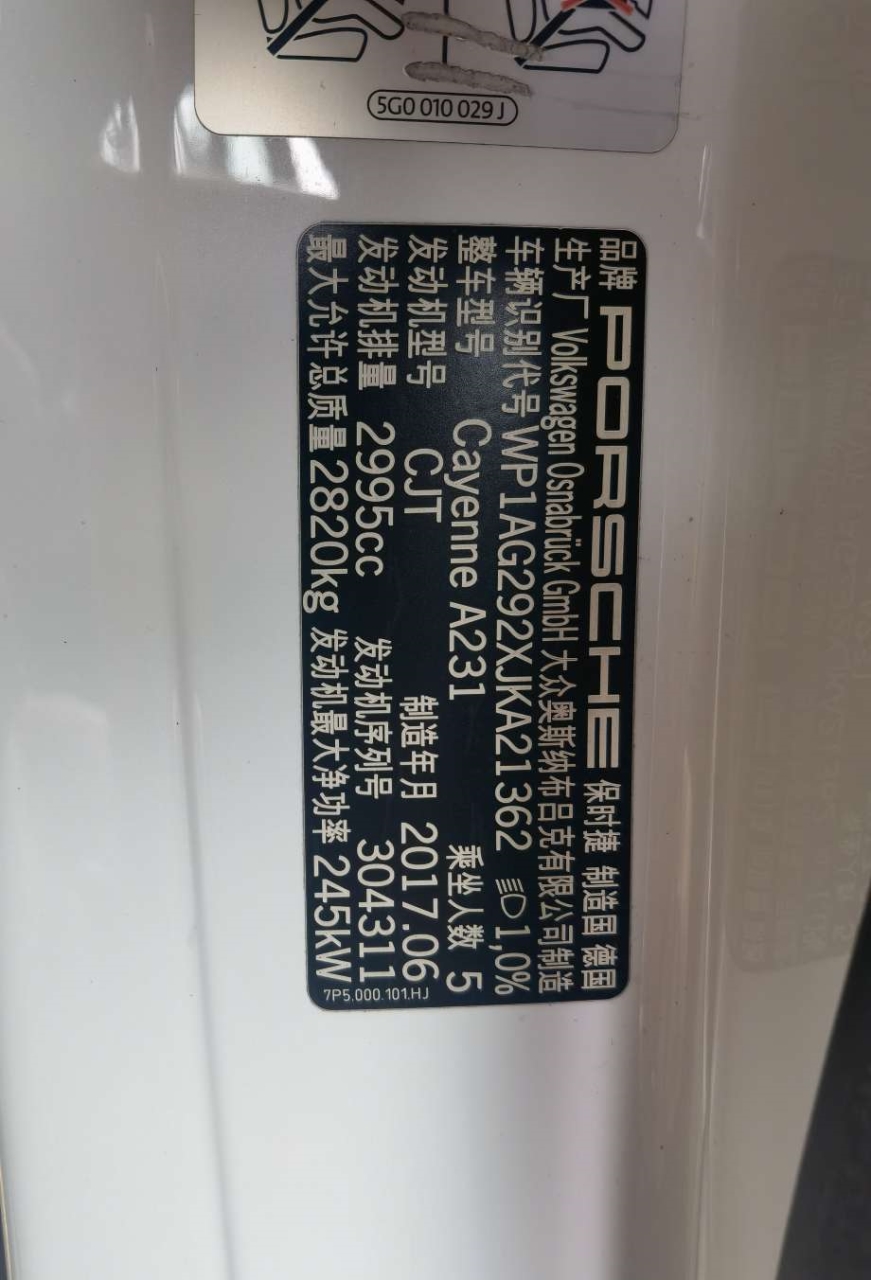 5G0 010 029 J
品牌 PORSCHE 保时捷 制造国 德国
生产厂 Volkswagen Osnabrück GmbH 大众奥斯纳布吕克有限公司制造
车辆识别代号 WP1AG292XJKA21362 1,0%
整车型号 Cayenne A231 乘坐人数 5
发动机型号 CJT 制造年月 2017.06
发动机排量 2995cc 发动机序列号 304311
最大允许总质量 2820kg 发动机最大净功率 245kW
7P5.000.101.HJ